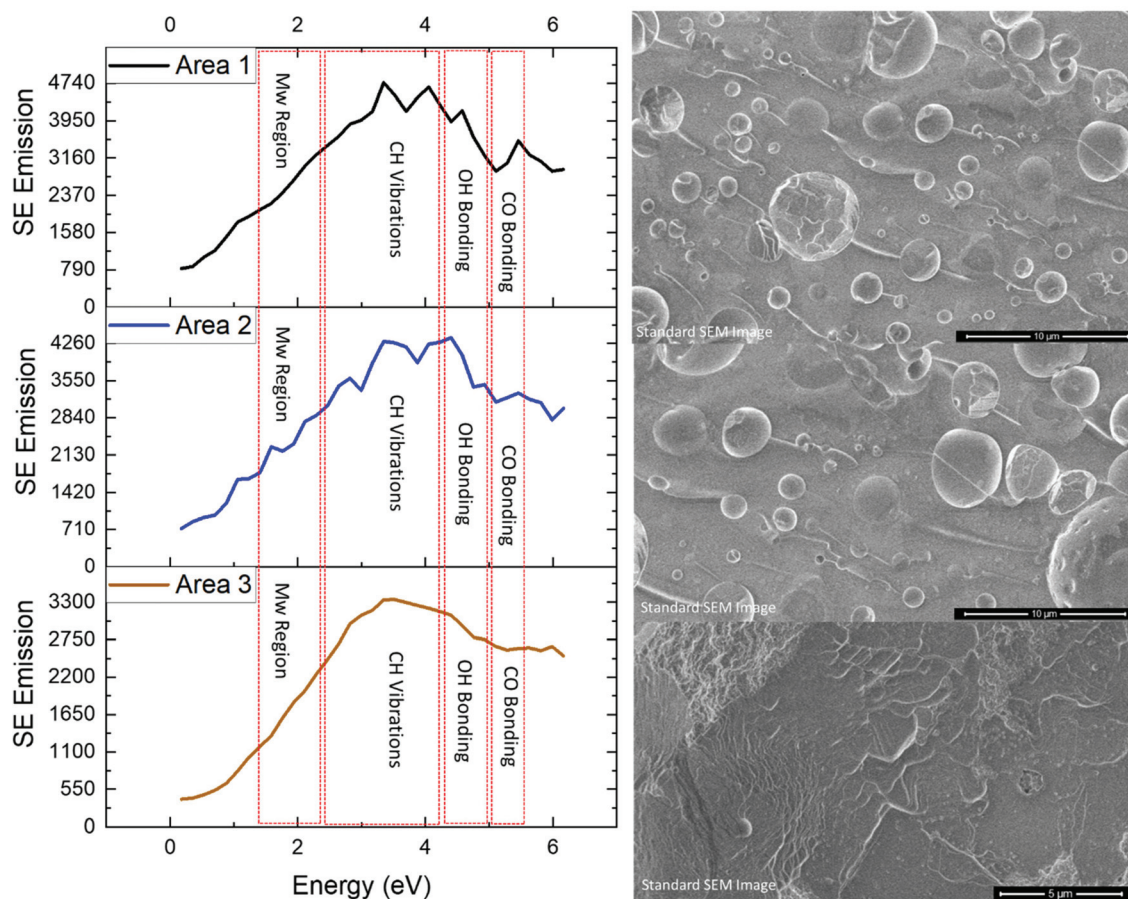 0 2 4 6
Area 1
SE Emission
4740
3950
3160
2370
1580
790
0
Mw Region
CH Vibrations
OH Bonding
CO Bonding
Area 2
SE Emission
4260
3550
2840
2130
1420
710
0
Mw Region
CH Vibrations
OH Bonding
CO Bonding
Area 3
SE Emission
3300
2750
2200
1650
1100
550
0
Mw Region
CH Vibrations
OH Bonding
CO Bonding
0 2 4 6
Energy (eV)
Standard SEM Image
10 µm
Standard SEM Image
10 µm
Standard SEM Image
5 µm